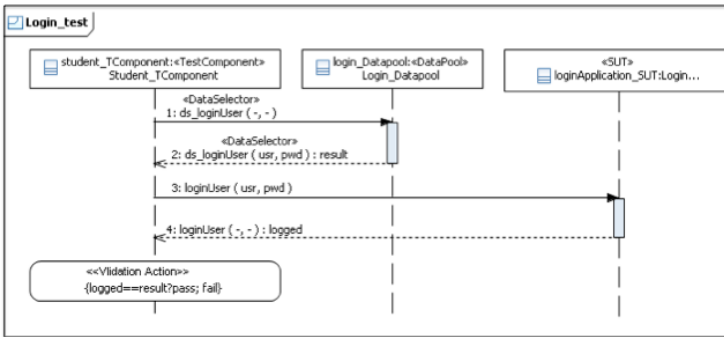 Login_test
student_TComponent:«TestComponent»
Student_TComponent
login_Datapool:«DataPool»
Login_Datapool
«SUT»
loginApplication_SUT:Login...
«DataSelector»
1: ds_loginUser ( -, - )
«DataSelector»
2: ds_loginUser ( usr, pwd ) : result
3: loginUser ( usr, pwd )
4: loginUser ( -, - ) : logged
<<Vlidation Action>>
{logged==result?pass; fail}